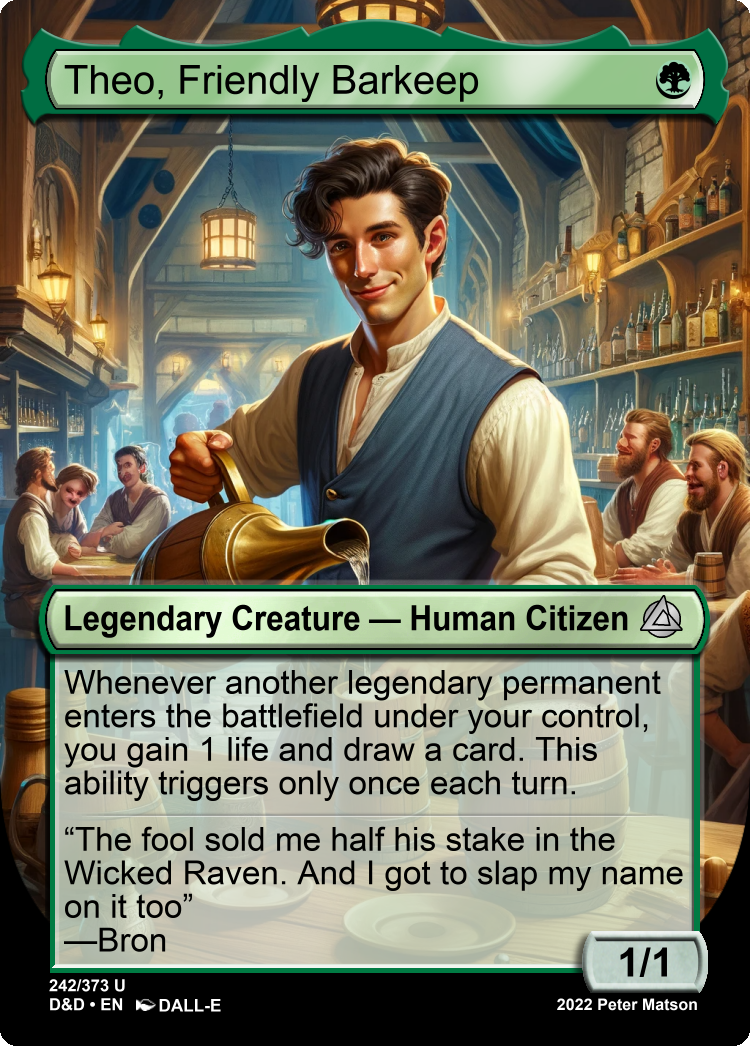 Theo, Friendly Barkeep
Legendary Creature — Human Citizen
Whenever another legendary permanent
enters the battlefield under your control,
you gain 1 life and draw a card. This
ability triggers only once each turn.
“The fool sold me half his stake in the
Wicked Raven. And I got to slap my name
on it too”
—Bron
1/1
242/373 U
D&D • EN DALL-E
2022 Peter Matson